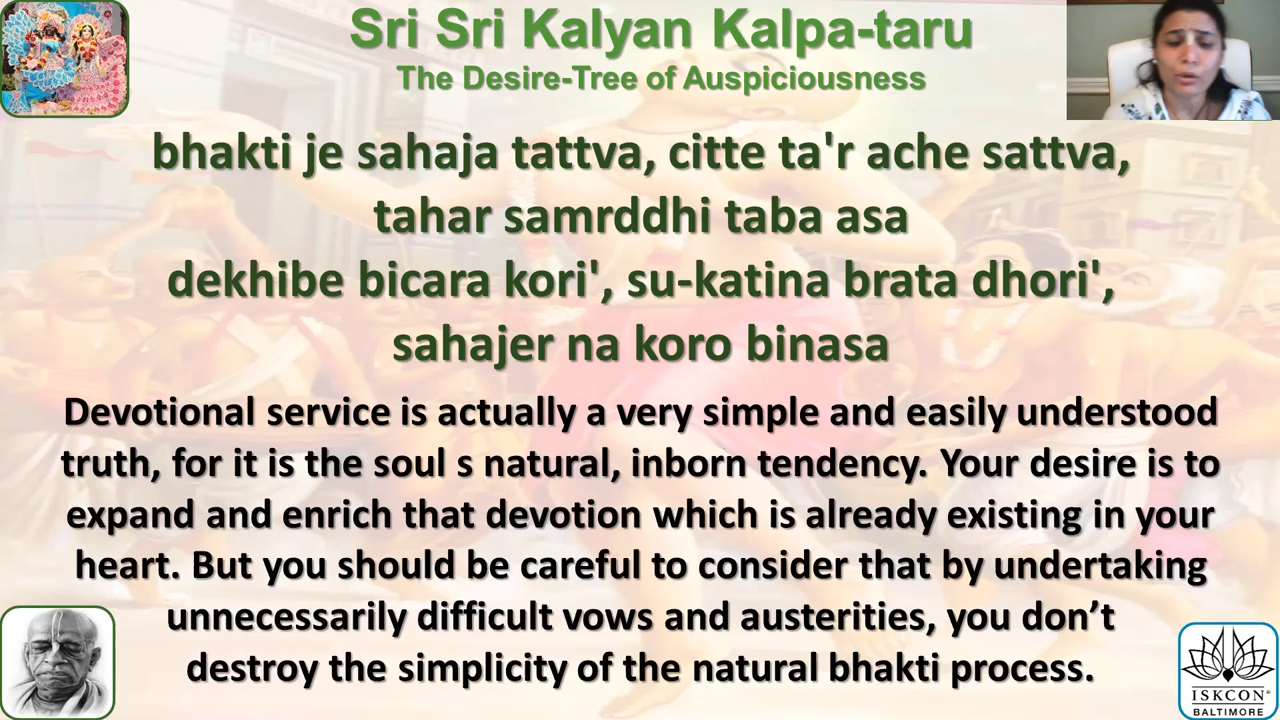 Sri Sri Kalyan Kalpa-taru
The Desire-Tree of Auspiciousness
bhakti je sahaja tattva, citte ta'r ache sattva,
tahar samrddhi taba asa
dekhibe bicara kori', su-katina brata dhori',
sahajer na koro binasa
Devotional service is actually a very simple and easily understood
truth, for it is the soul s natural, inborn tendency. Your desire is to
expand and enrich that devotion which is already existing in your
heart. But you should be careful to consider that by undertaking
unnecessarily difficult vows and austerities, you don’t
destroy the simplicity of the natural bhakti process.
ISKCON®
BALTIMORE